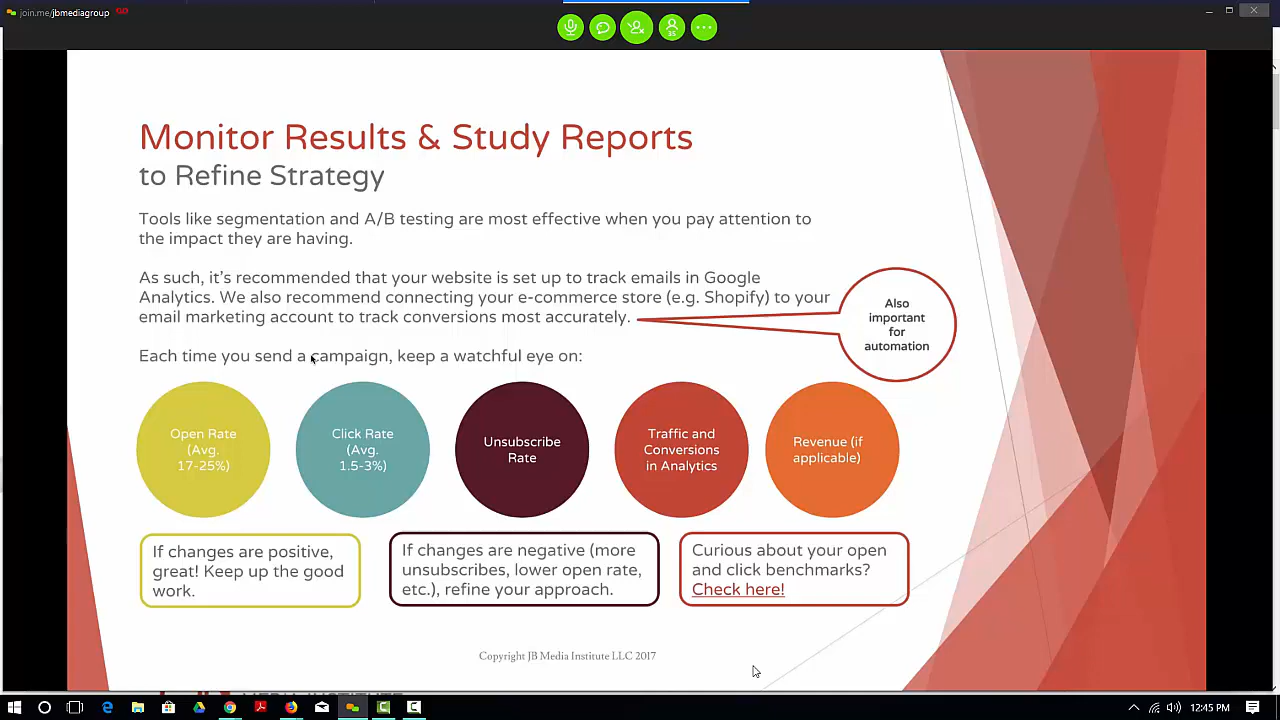 join.me/jbmediagroup
35
Monitor Results & Study Reports
to Refine Strategy
Tools like segmentation and A/B testing are most effective when you pay attention to
the impact they are having.
As such, it's recommended that your website is set up to track emails in Google
Analytics. We also recommend connecting your e-commerce store (e.g. Shopify) to your
email marketing account to track conversions most accurately.
Also
important
for
automation
Each time you send a campaign, keep a watchful eye on:
Open Rate
(Avg.
17-25%)
Click Rate
(Avg.
1.5-3%)
Unsubscribe
Rate
Traffic and
Conversions
in Analytics
Revenue (if
applicable)
If changes are positive,
great! Keep up the good
work.
If changes are negative (more
unsubscribes, lower open rate,
etc.), refine your approach.
Curious about your open
and click benchmarks?
Check here!
Copyright JB Media Institute LLC 2017
12:45 PM